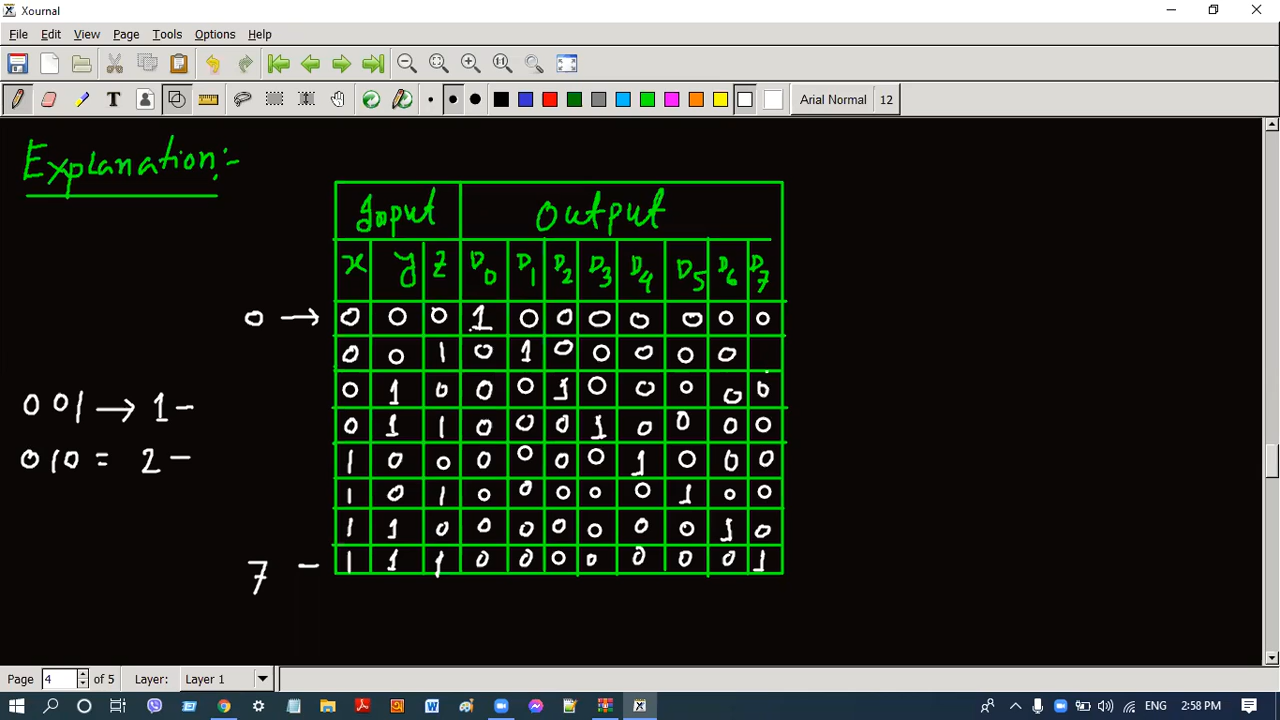 Xournal
File Edit View Page Tools Options Help
Arial Normal 12
Explanation:-
Input Output
x y z D0 D1 D2 D3 D4 D5 D6 D7
0 → 0 0 0 1 0 0 0 0 0 0 0
0 0 1 0 1 0 0 0 0 0
0 1 0 0 0 1 0 0 0 0 0
001 → 1 -
0 1 1 0 0 0 1 0 0 0 0
010 = 2 -
1 0 0 0 0 0 0 1 0 0 0
1 0 1 0 0 0 0 0 1 0 0
1 1 0 0 0 0 0 0 0 1 0
7 - 1 1 1 0 0 0 0 0 0 0 1
Page 4 of 5 Layer: Layer 1
ENG 2:58 PM